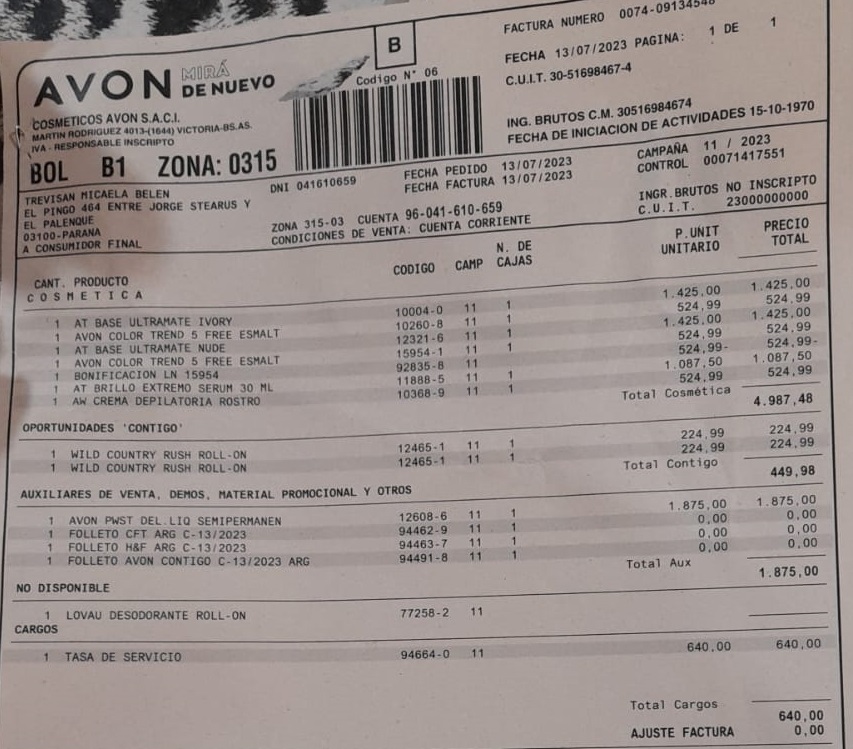 B
FACTURA NUMERO 0074-09134548
FECHA 13/07/2023 PAGINA: 1 DE 1
C.U.I.T. 30-51698467-4
AVON MIRÁ DE NUEVO
Codigo N° 06
COSMETICOS AVON S.A.C.I.
MARTIN RODRIGUEZ 4013-(1644) VICTORIA-BS.AS.
IVA - RESPONSABLE INSCRIPTO
ING. BRUTOS C.M. 30516984674
FECHA DE INICIACION DE ACTIVIDADES 15-10-1970
BOL B1 ZONA: 0315
DNI 041610659
FECHA PEDIDO 13/07/2023
FECHA FACTURA 13/07/2023
CAMPAÑA 11 / 2023
CONTROL 00071417551
TREVISAN MICAELA BELEN
EL PINGO 464 ENTRE JORGE STEARUS Y
EL PALENQUE
03100-PARANA
A CONSUMIDOR FINAL
ZONA 315-03 CUENTA 96-041-610-659
CONDICIONES DE VENTA: CUENTA CORRIENTE
INGR.BRUTOS NO INSCRIPTO
C.U.I.T. 23000000000
CANT. PRODUCTO CODIGO CAMP N. DE CAJAS P.UNIT UNITARIO PRECIO TOTAL
COSMETICA
1 AT BASE ULTRAMATE IVORY 10004-0 11 1 1.425,00 1.425,00
1 AVON COLOR TREND 5 FREE ESMALT 10260-8 11 1 524,99 524,99
1 AT BASE ULTRAMATE NUDE 12321-6 11 1 1.425,00 1.425,00
1 AVON COLOR TREND 5 FREE ESMALT 15954-1 11 1 524,99 524,99
1 BONIFICACION LN 15954 92835-8 11 524,99- 524,99-
1 AT BRILLO EXTREMO SERUM 30 ML 11888-5 11 1 1.087,50 1.087,50
1 AW CREMA DEPILATORIA ROSTRO 10368-9 11 1 524,99 524,99
Total Cosmética 4.987,48
OPORTUNIDADES 'CONTIGO'
1 WILD COUNTRY RUSH ROLL-ON 12465-1 11 1 224,99 224,99
1 WILD COUNTRY RUSH ROLL-ON 12465-1 11 1 224,99 224,99
Total Contigo 449,98
AUXILIARES DE VENTA, DEMOS, MATERIAL PROMOCIONAL Y OTROS
1 AVON PWST DEL.LIQ SEMIPERMANEN 12608-6 11 1 1.875,00 1.875,00
1 FOLLETO CFT ARG C-13/2023 94462-9 11 1 0,00 0,00
1 FOLLETO H&F ARG C-13/2023 94463-7 11 1 0,00 0,00
1 FOLLETO AVON CONTIGO C-13/2023 ARG 94491-8 11 1 0,00 0,00
Total Aux 1.875,00
NO DISPONIBLE
1 LOVAU DESODORANTE ROLL-ON 77258-2 11
CARGOS
1 TASA DE SERVICIO 94664-0 11 640,00 640,00
Total Cargos 640,00
AJUSTE FACTURA 0,00